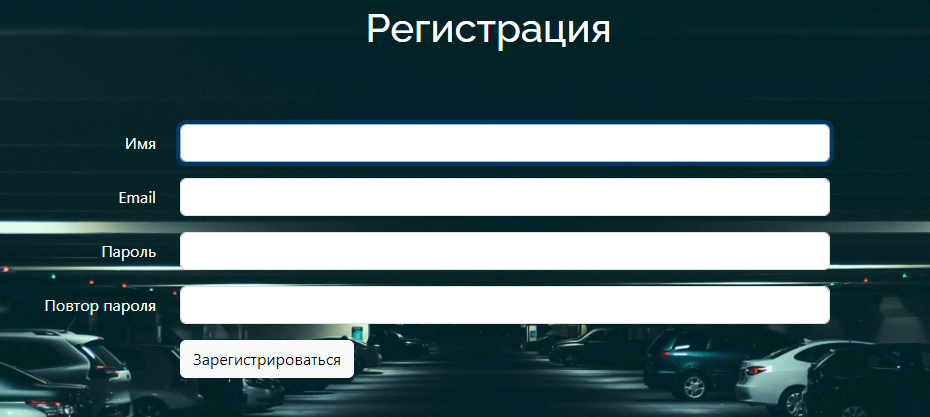 Регистрация
Имя
Email
Пароль
Повтор пароля
Зарегистрироваться